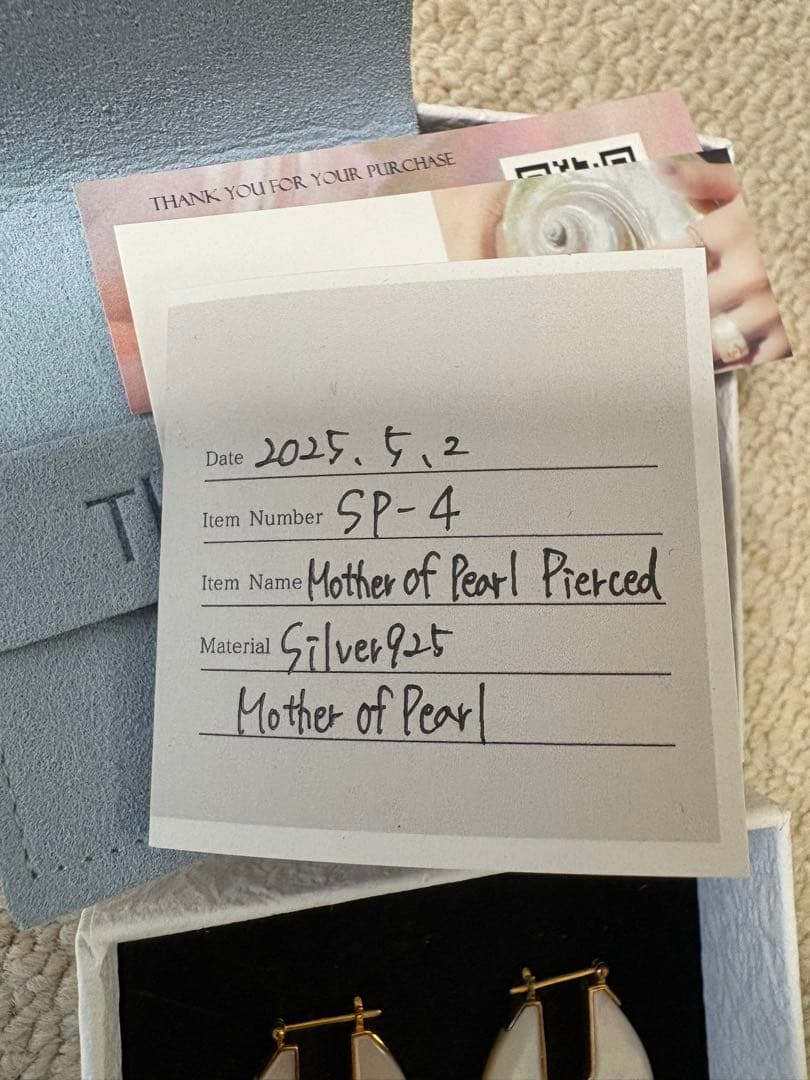 THANK YOU FOR YOUR PURCHASE
Date 2025、5、2
Item Number SP-4
Item Name Mother of Pearl Pierced
Material Silver925
Mother of Pearl